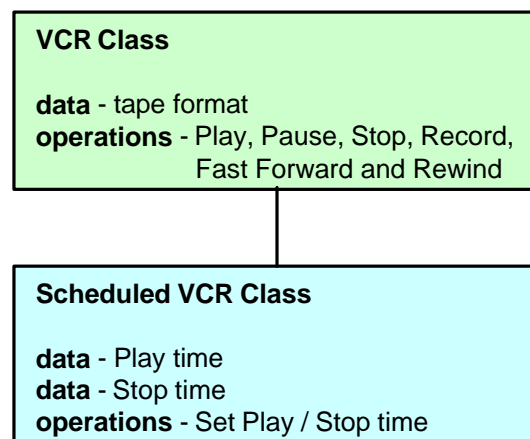 VCR Class
data - tape format
operations - Play, Pause, Stop, Record,
Fast Forward and Rewind
Scheduled VCR Class
data - Play time
data - Stop time
operations - Set Play / Stop time